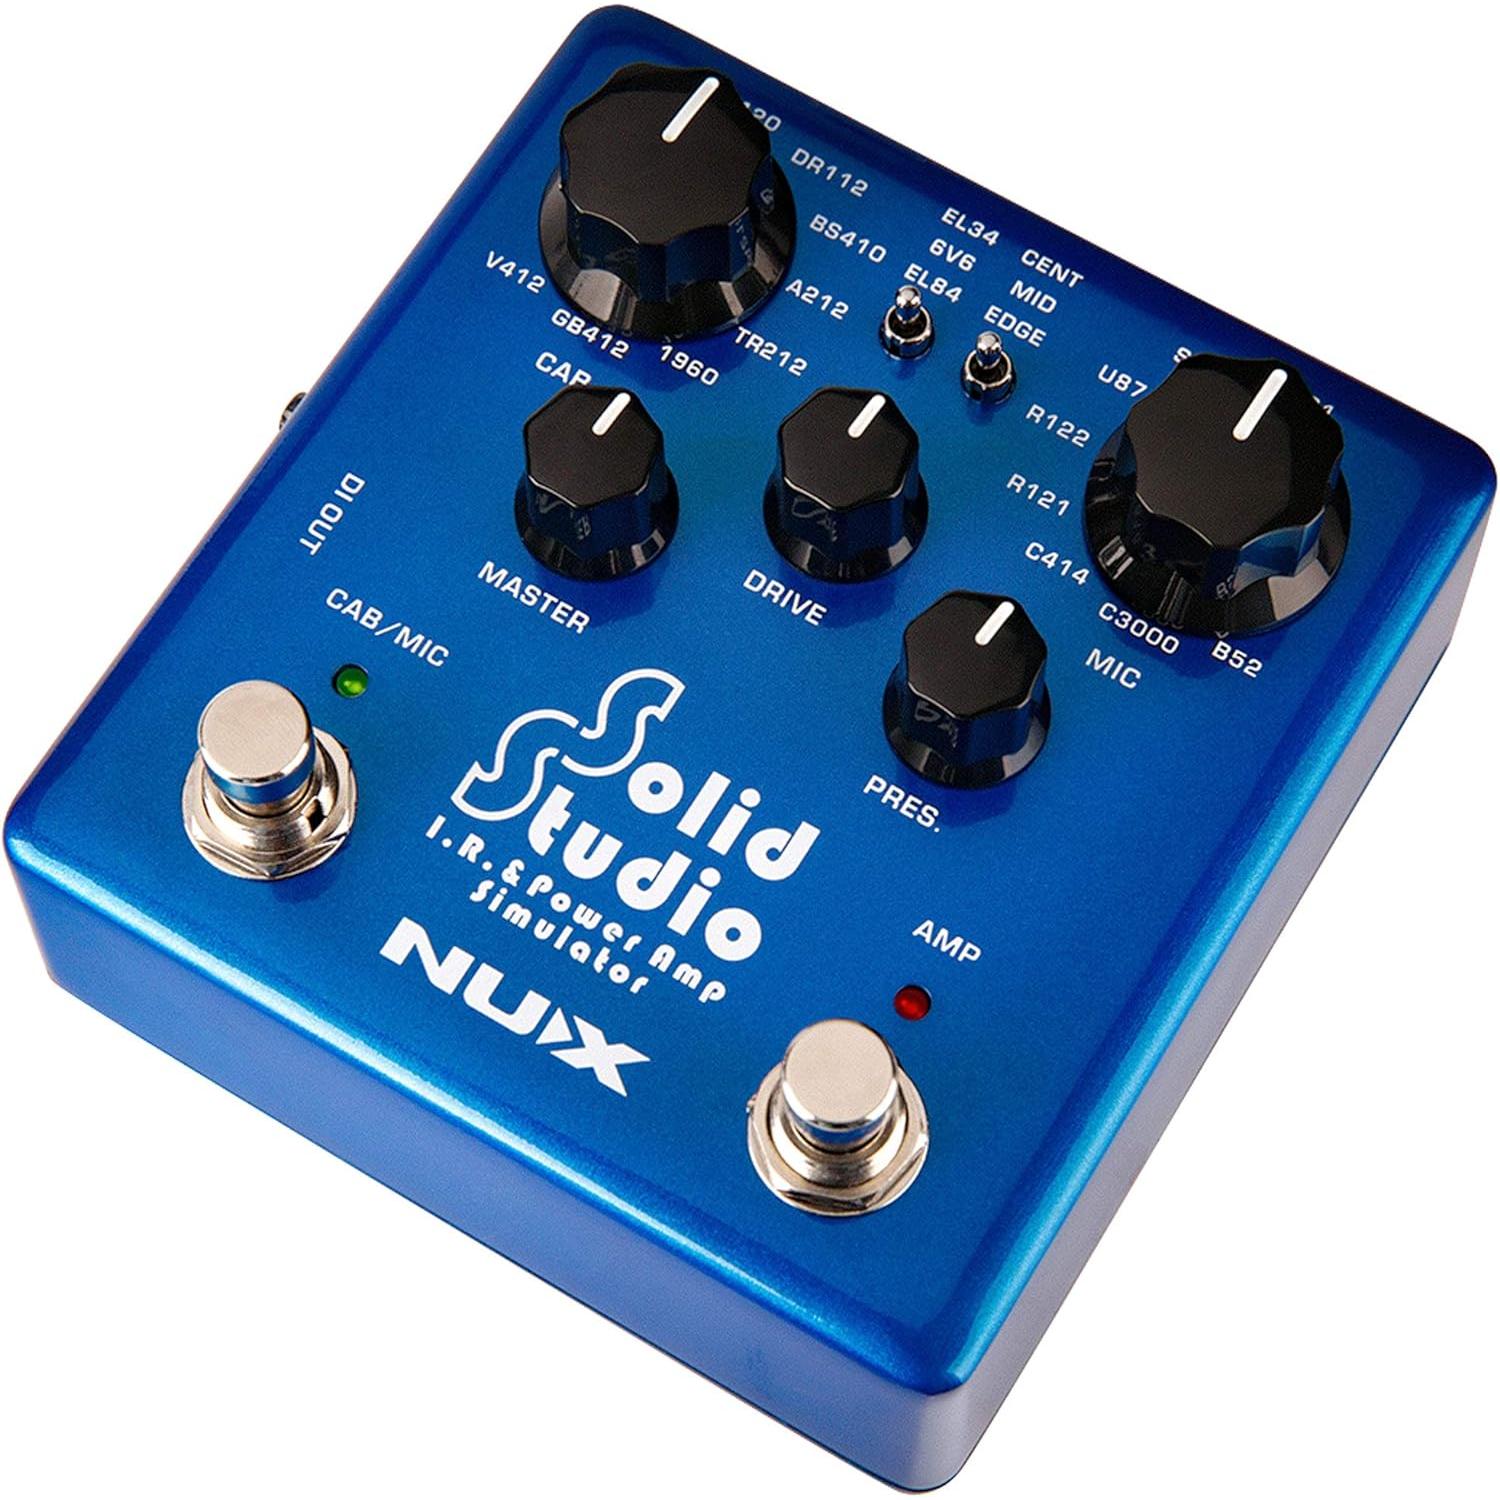 DR112
BS410
A212
TR212
1960
GB412
V412
CAB
EL34
6V6
EL84
CENT
MID
EDGE
U87
R122
R121
C414
C3000
B52
MIC
MASTER
DRIVE
PRES.
DI OUT
CAB/MIC
Solid
Studio
I.R. & Power Amp
Simulator
NUX
AMP